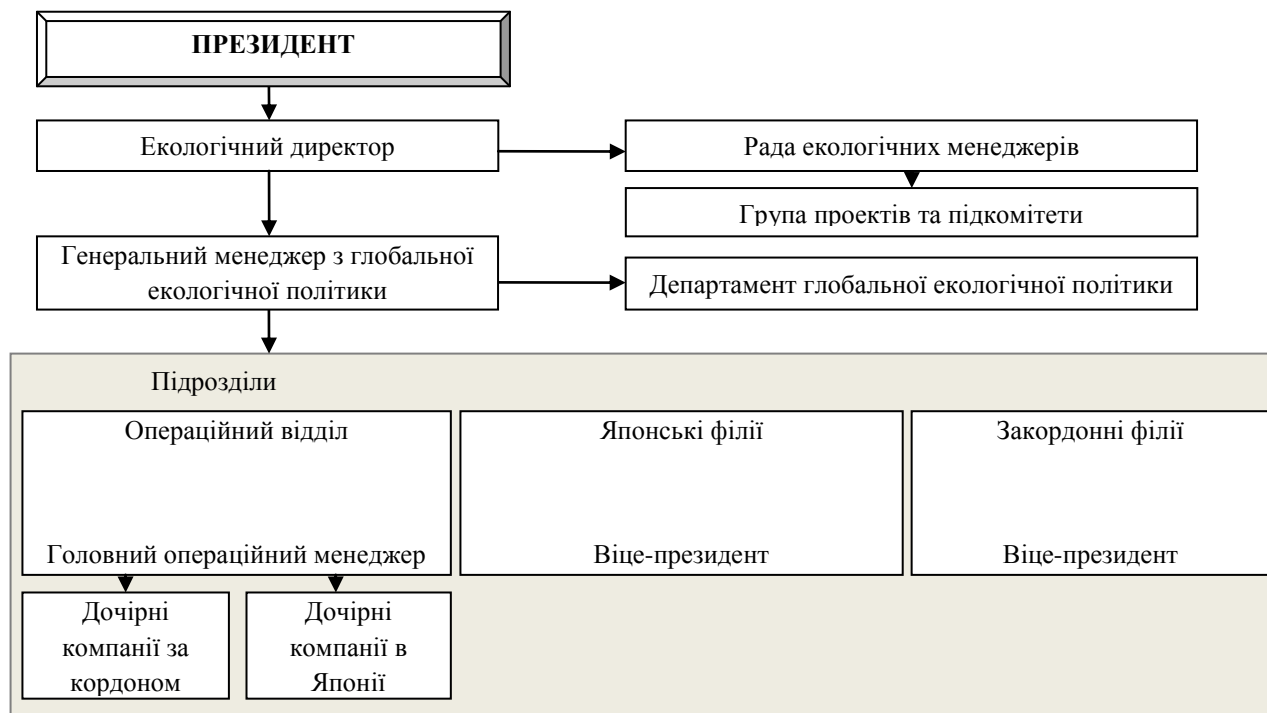 ПРЕЗИДЕНТ
Екологічний директор
Рада екологічних менеджерів
Група проектів та підкомітети
Генеральний менеджер з глобальної
екологічної політики
Департамент глобальної екологічної політики
Підрозділи
Операційний відділ
Головний операційний менеджер
Японські філії
Віце-президент
Закордонні філії
Віце-президент
Дочірні
компанії за
кордоном
Дочірні
компанії в
Японії